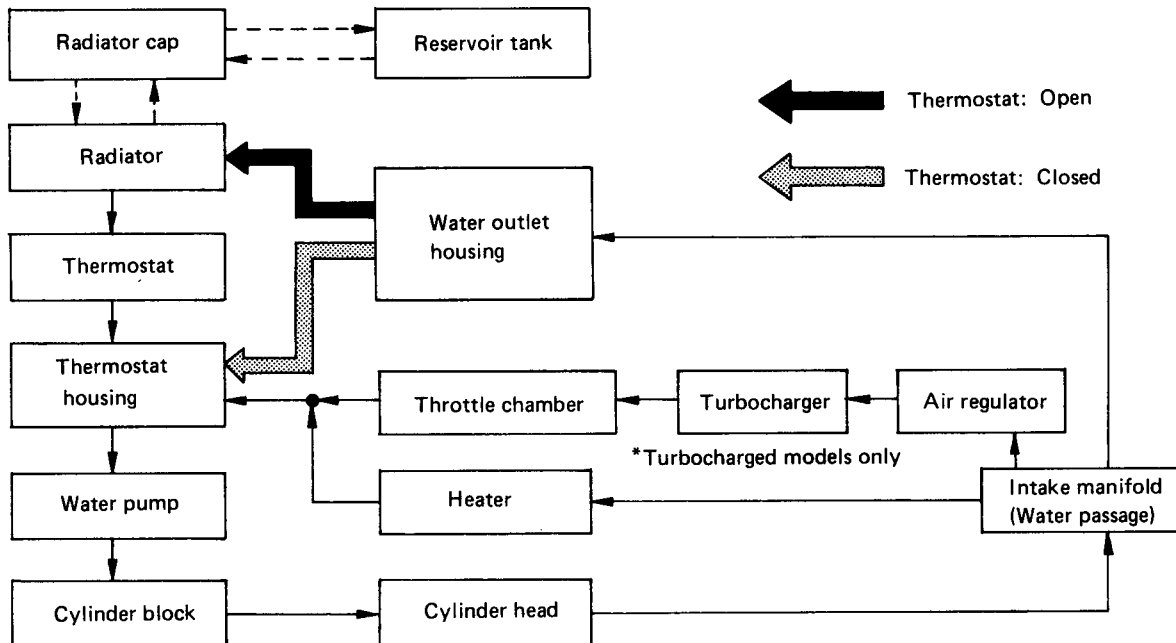 Radiator cap
Reservoir tank
Thermostat: Open
Radiator
Thermostat: Closed
Water outlet
housing
Thermostat
Thermostat
housing
Throttle chamber
Turbocharger
Air regulator
*Turbocharged models only
Water pump
Heater
Intake manifold
(Water passage)
Cylinder block
Cylinder head